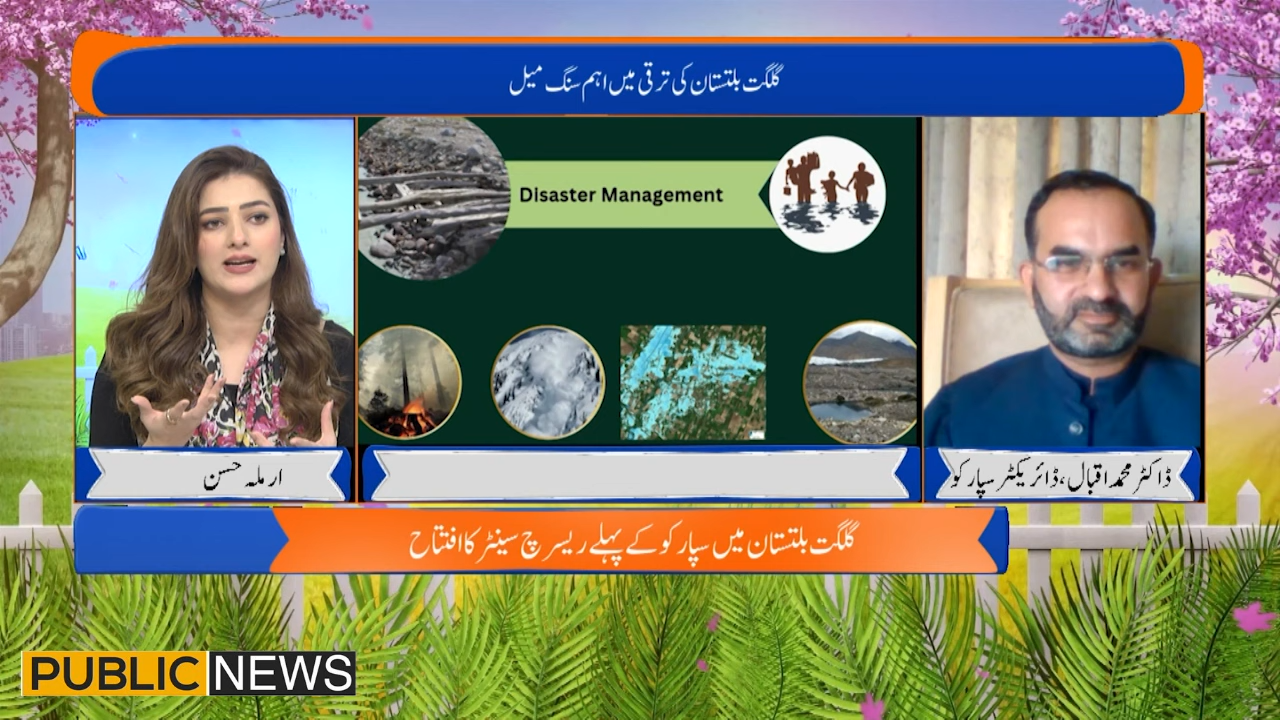 گلگت بلتستان کی ترقی میں اہم سنگ میل
Disaster Management
ارملہ حسن
ڈاکٹر محمد اقبال، ڈائریکٹر سپارکو
گلگت بلتستان میں سپارکو کے پہلے ریسرچ سینٹر کا افتتاح
PUBLIC NEWS